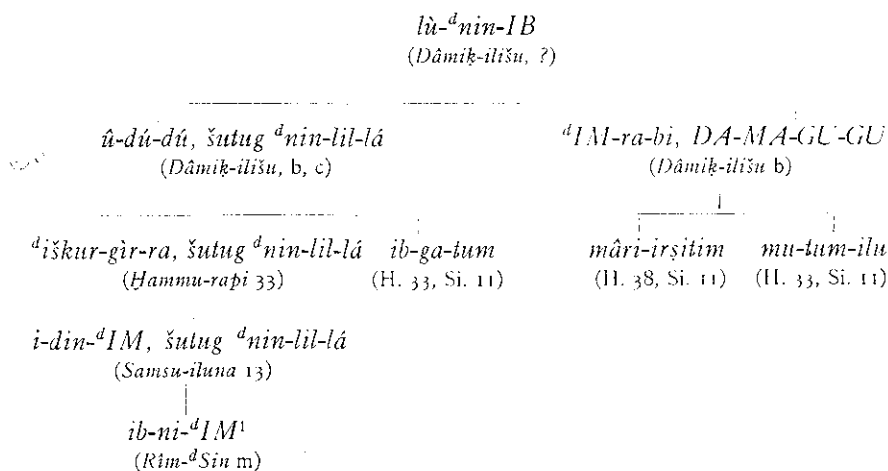 lù-ᵈnin-IB
(Dâmiḳ-ilišu, ?)
û-dú-dú, šutug ᵈnin-lil-lá ᵈIM-ra-bi, DA-MA-GU-GU
(Dâmiḳ-ilišu, b, c) (Dâmiḳ-ilišu b)
ᵈiškur-gìr-ra, šutug ᵈnin-lil-lá ib-ga-tum mâri-irṣitim mu-tum-ilu
(Ḫammu-rapi 33) (H. 33, Si. 11) (H. 38, Si. 11) (H. 33, Si. 11)
i-din-ᵈIM, šutug ᵈnin-lil-lá
(Samsu-iluna 13)
ib-ni-ᵈIM¹
(Rîm-ᵈSin m)